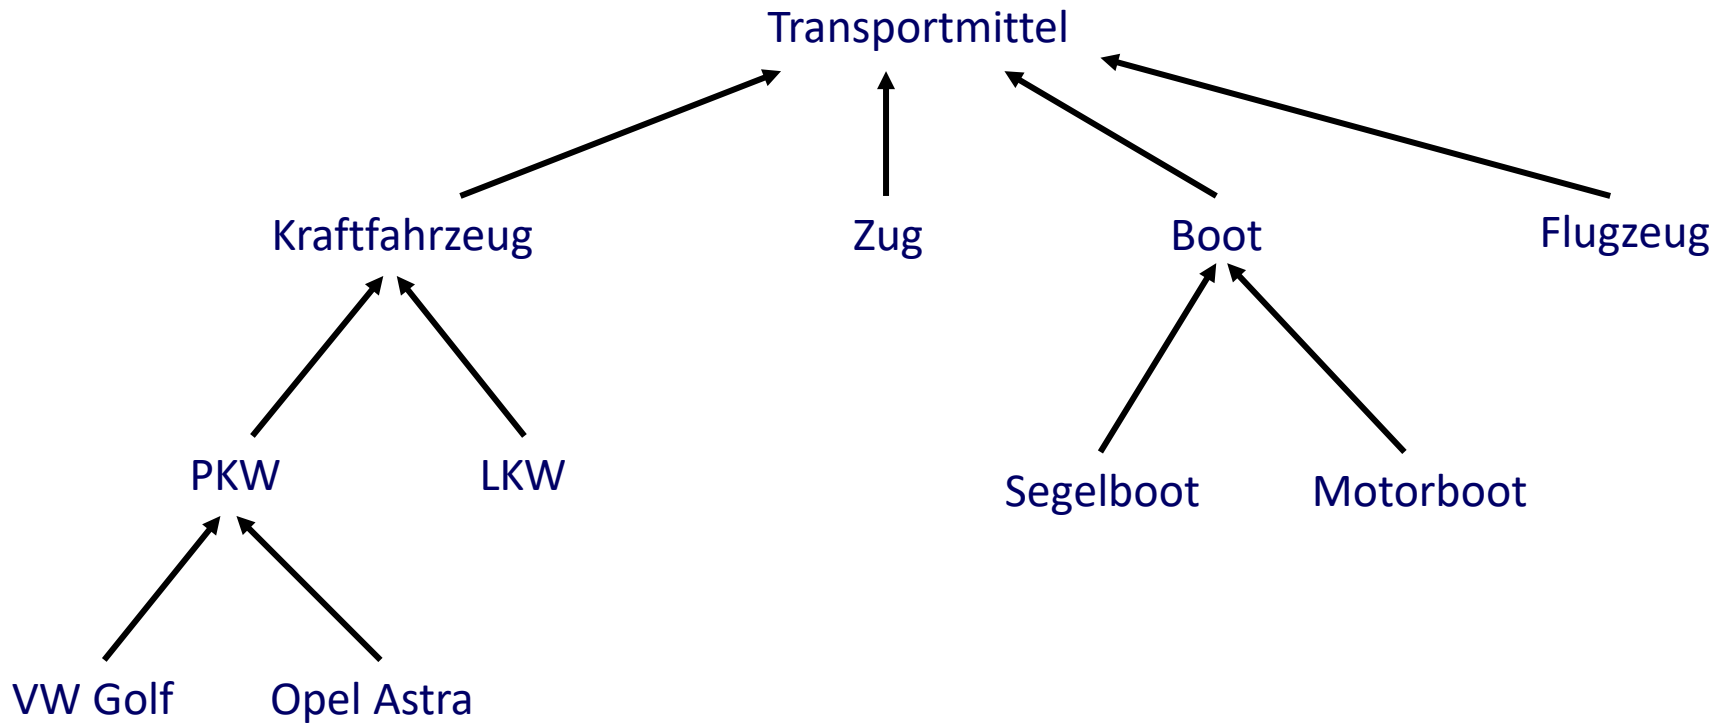 Transportmittel
Kraftfahrzeug
Zug
Boot
Flugzeug
PKW
LKW
Segelboot
Motorboot
VW Golf
Opel Astra